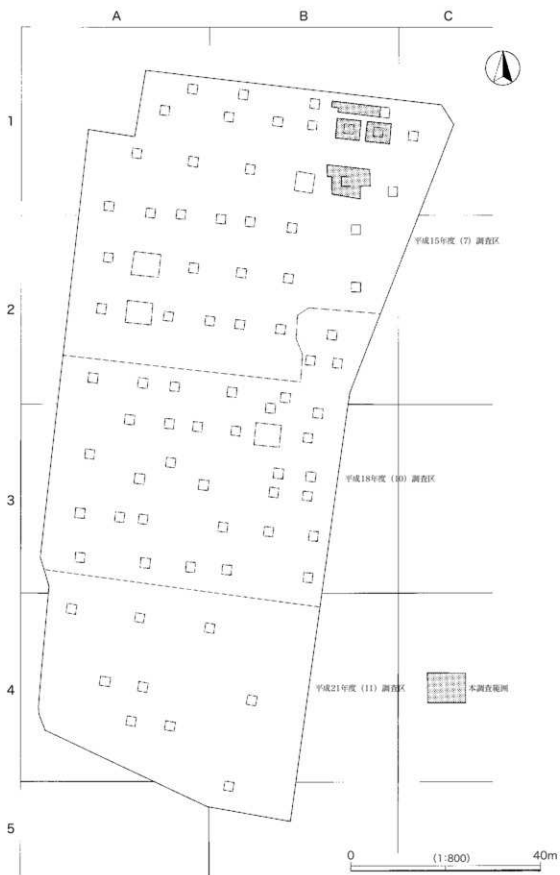 A B C
1
平成15年度 (7) 調査区
2
平成18年度 (10) 調査区
3
平成21年度 (11) 調査区
本調査範囲
4
5
0 (1:800) 40m